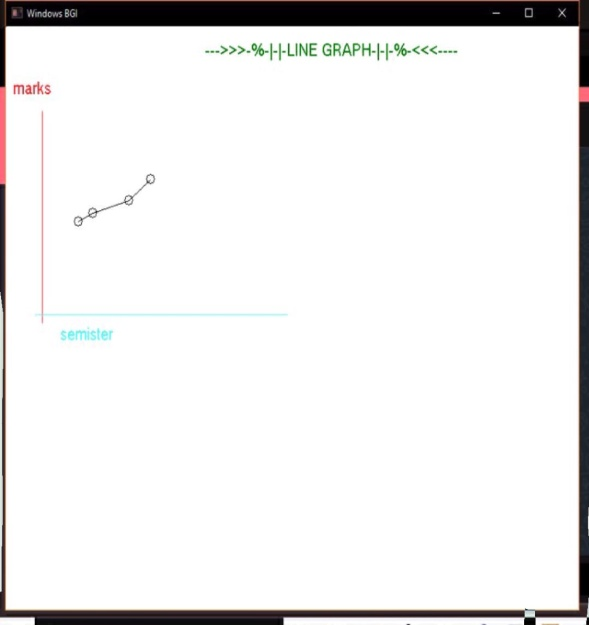 Windows BGI
--->>>-%-|-|-LINE GRAPH-|-|-%-<<<----
marks
semister